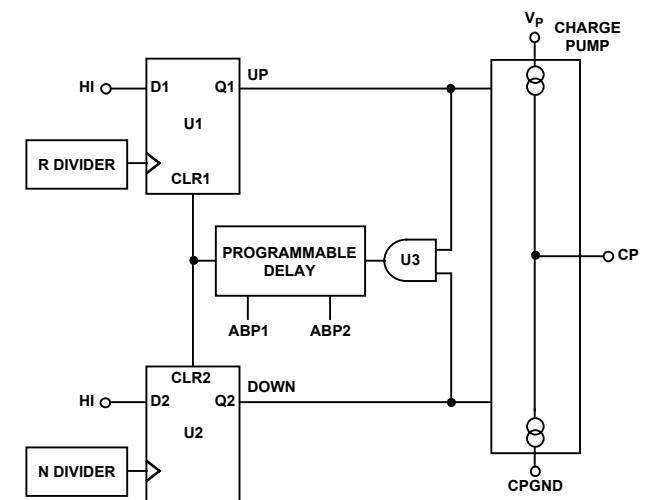 VP
CHARGE
PUMP
HI
D1
Q1
UP
U1
R DIVIDER
CLR1
PROGRAMMABLE
DELAY
U3
CP
ABP1
ABP2
CLR2
DOWN
HI
D2
Q2
U2
N DIVIDER
CPGND